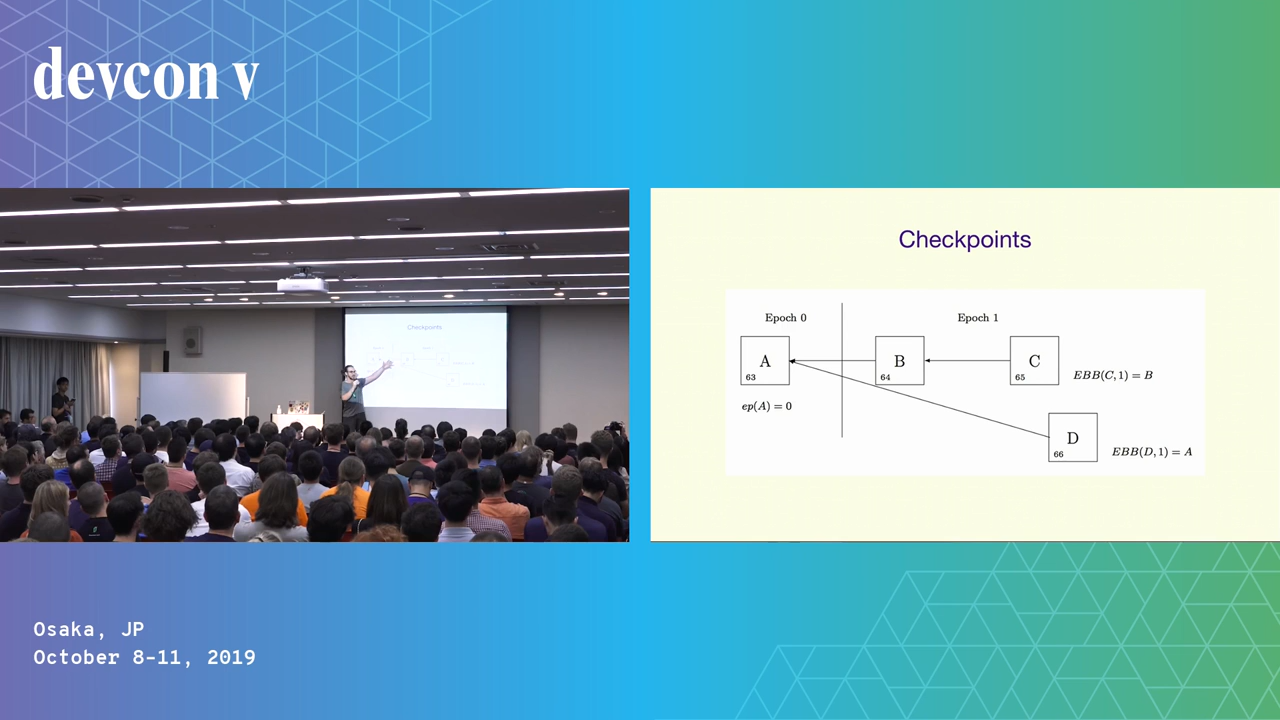 devcon v
Checkpoints
Checkpoints
Epoch 0
Epoch 1
A
63
B
64
C
65
EBB(C, 1) = B
ep(A) = 0
D
66
EBB(D, 1) = A
Osaka, JP
October 8-11, 2019